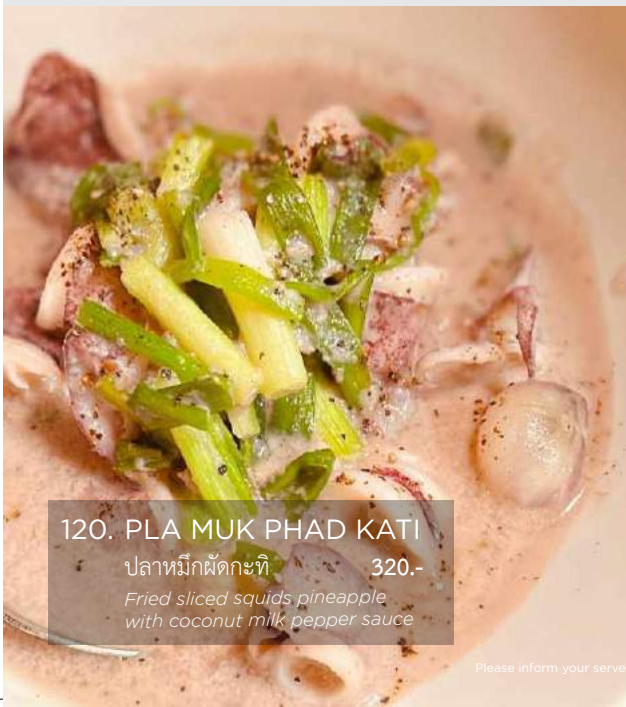 120. PLA MUK PHAD KATI
ปลาหมึกผัดกะทิ 320.-
Fried sliced squids pineapple
with coconut milk pepper sauce
Please inform your serve